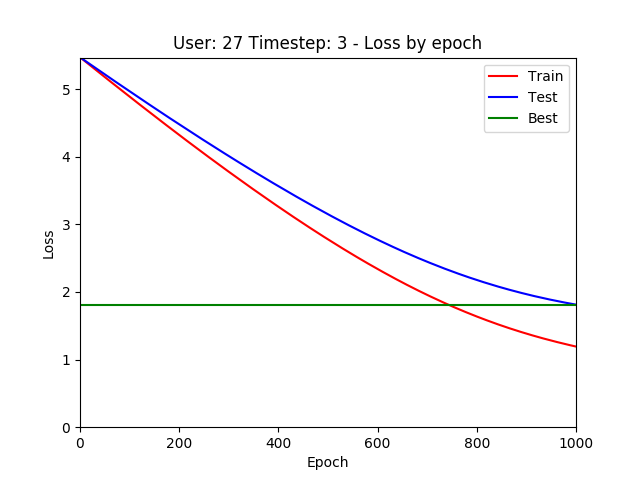 User: 27 Timestep: 3 - Loss by epoch
Train
Test
Best
5
4
3
2
1
0
Loss
0 200 400 600 800 1000
Epoch